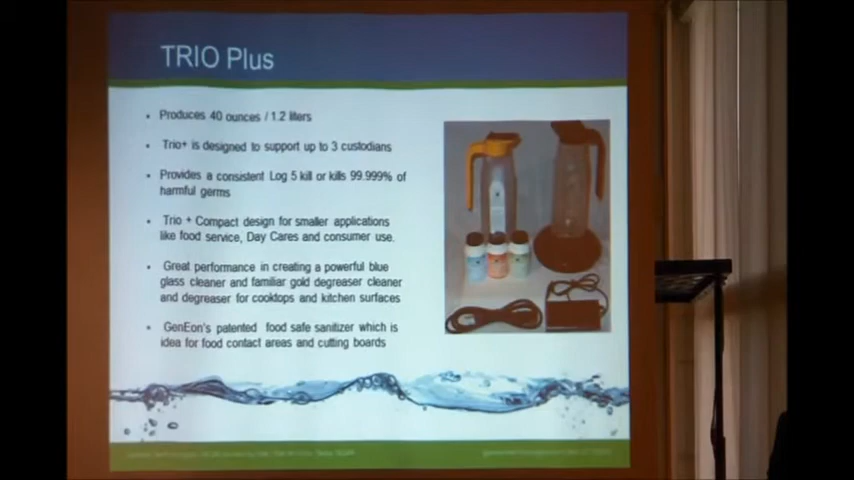 TRIO Plus
• Produces 40 ounces / 1.2 liters
• Trio+ is designed to support up to 3 custodians
• Provides a consistent Log 5 kill or kills 99.999% of
harmful germs
• Trio + Compact design for smaller applications
like food service, Day Cares and consumer use.
• Great performance in creating a powerful blue
glass cleaner and familiar gold degreaser cleaner
and degreaser for cooktops and kitchen surfaces
• GenEon's patented food safe sanitizer which is
idea for food contact areas and cutting boards